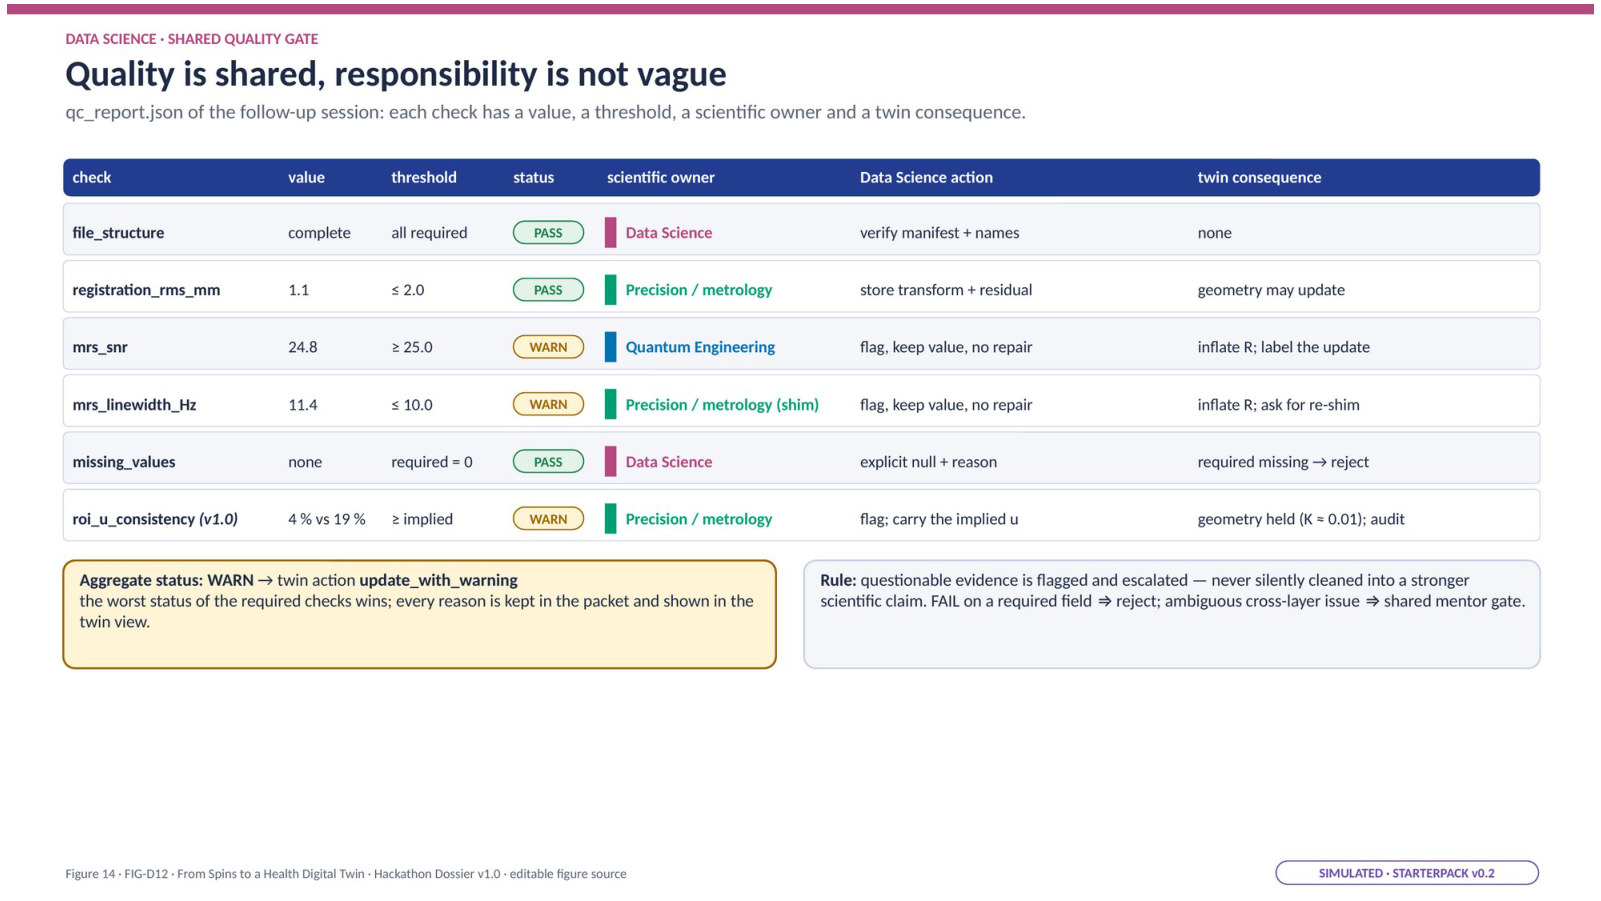 DATA SCIENCE · SHARED QUALITY GATE
Quality is shared, responsibility is not vague
qc_report.json of the follow-up session: each check has a value, a threshold, a scientific owner and a twin consequence.
check value threshold status scientific owner Data Science action twin consequence
file_structure complete all required PASS Data Science verify manifest + names none
registration_rms_mm 1.1 ≤ 2.0 PASS Precision / metrology store transform + residual geometry may update
mrs_snr 24.8 ≥ 25.0 WARN Quantum Engineering flag, keep value, no repair inflate R; label the update
mrs_linewidth_Hz 11.4 ≤ 10.0 WARN Precision / metrology (shim) flag, keep value, no repair inflate R; ask for re-shim
missing_values none required = 0 PASS Data Science explicit null + reason required missing → reject
roi_u_consistency (v1.0) 4 % vs 19 % ≥ implied WARN Precision / metrology flag; carry the implied u geometry held (K ≈ 0.01); audit
Aggregate status: WARN → twin action update_with_warning
the worst status of the required checks wins; every reason is kept in the packet and shown in the
twin view.
Rule: questionable evidence is flagged and escalated — never silently cleaned into a stronger
scientific claim. FAIL on a required field ⇒ reject; ambiguous cross-layer issue ⇒ shared mentor gate.
Figure 14 · FIG-D12 · From Spins to a Health Digital Twin · Hackathon Dossier v1.0 · editable figure source
SIMULATED · STARTERPACK v0.2